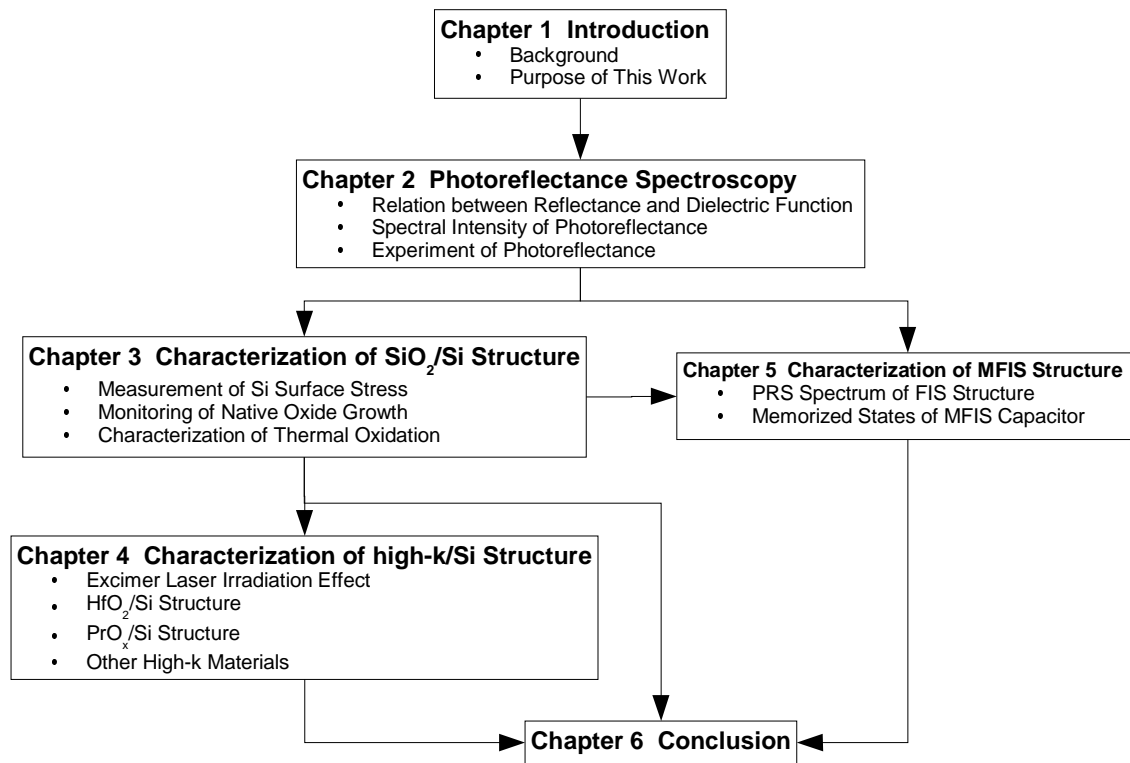 Chapter 1 Introduction
• Background
• Purpose of This Work
Chapter 2 Photoreflectance Spectroscopy
• Relation between Reflectance and Dielectric Function
• Spectral Intensity of Photoreflectance
• Experiment of Photoreflectance
Chapter 3 Characterization of SiO₂/Si Structure
• Measurement of Si Surface Stress
• Monitoring of Native Oxide Growth
• Characterization of Thermal Oxidation
Chapter 5 Characterization of MFIS Structure
• PRS Spectrum of FIS Structure
• Memorized States of MFIS Capacitor
Chapter 4 Characterization of high-k/Si Structure
• Excimer Laser Irradiation Effect
• HfO₂/Si Structure
• PrOₓ/Si Structure
• Other High-k Materials
Chapter 6 Conclusion